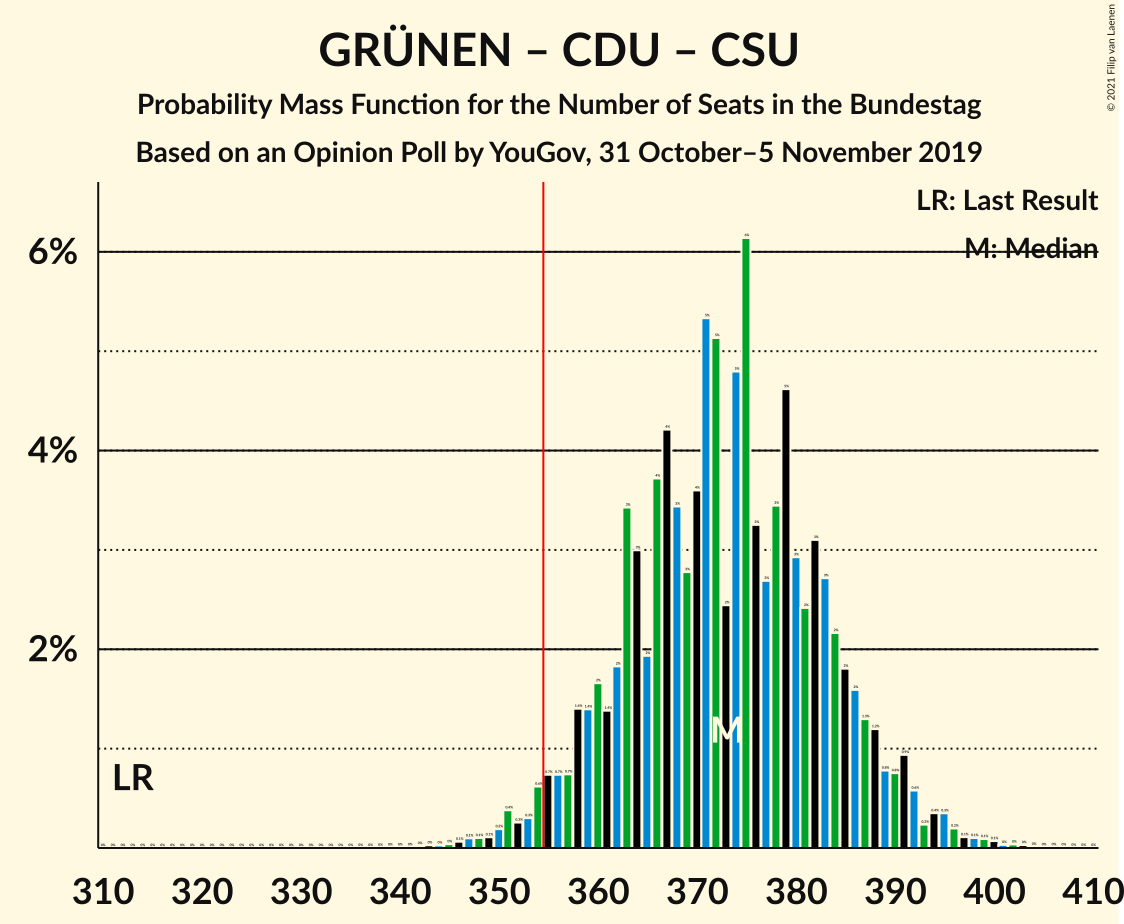 GRÜNEN – CDU – CSU
Probability Mass Function for the Number of Seats in the Bundestag
Based on an Opinion Poll by YouGov, 31 October–5 November 2019
© 2021 Filip van Laenen
LR: Last Result
M: Median
6%
4%
2%
M
LR
310 320 330 340 350 360 370 380 390 400 410